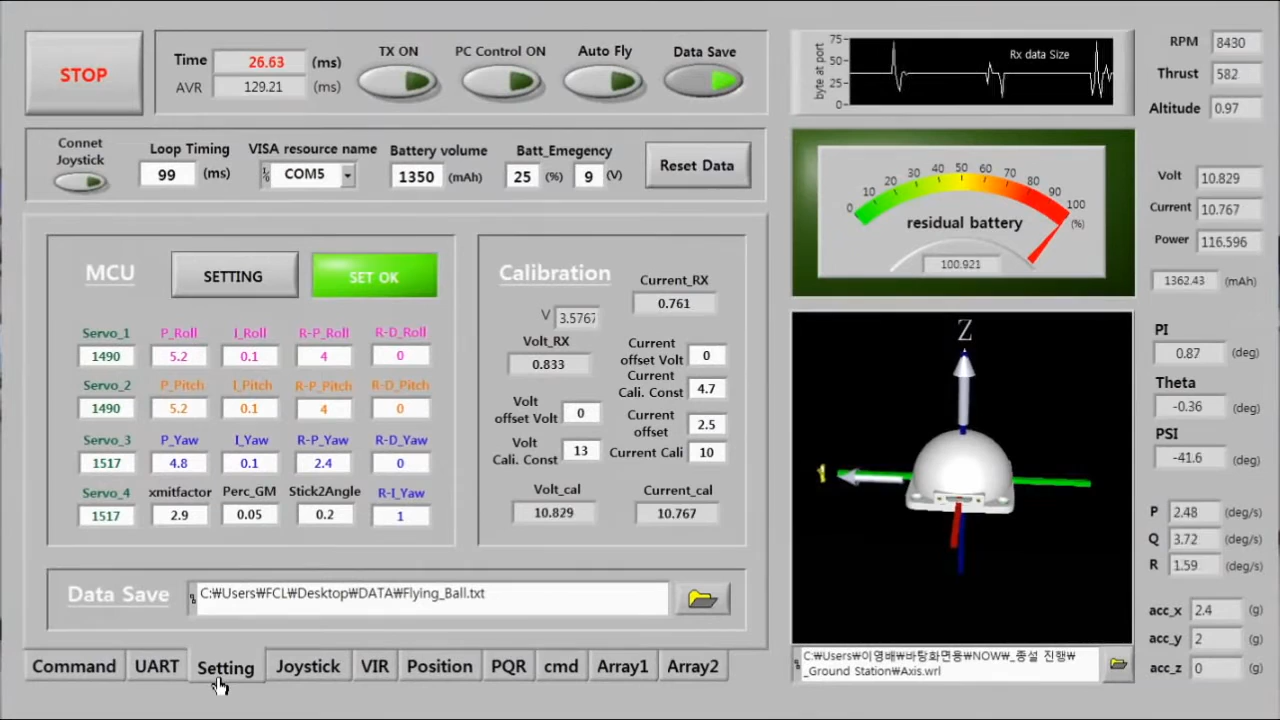 STOP
Time 26.63 (ms)
AVR 129.21 (ms)
TX ON
PC Control ON
Auto Fly
Data Save
Connet
Joystick
Loop Timing
99 (ms)
VISA resource name
COM5
Battery volume
1350 (mAh)
Batt_Emegency
25 (%) 9 (V)
Reset Data
MCU
SETTING
SET OK
Servo_1 P_Roll I_Roll R-P_Roll R-D_Roll
1490 5.2 0.1 4 0
Servo_2 P_Pitch I_Pitch R-P_Pitch R-D_Pitch
1490 5.2 0.1 4 0
Servo_3 P_Yaw I_Yaw R-P_Yaw R-D_Yaw
1517 4.8 0.1 2.4 0
Servo_4 xmitfactor Perc_GM Stick2Angle R-I_Yaw
1517 2.9 0.05 0.2 1
Calibration
V 3.5767
Volt_RX
0.833
Volt
offset Volt 0
Volt
Cali. Const 13
Volt_cal
10.829
Current_RX
0.761
Current
offset Volt 0
Current
Cali. Const 4.7
Current
offset 2.5
Current Cali 10
Current_cal
10.767
Data Save
C:₩Users₩FCL₩Desktop₩DATA₩Flying_Ball.txt
Command UART Setting Joystick VIR Position PQR cmd Array1 Array2
byte at port
75-
50-
25-
0-
Rx data Size
0 10 20 30 40 50 60 70 80 90 100
(%)
residual battery
100.921
Z
Y
C:₩Users₩이영배₩바탕화면용₩NOW₩_종설 진행₩
_Ground Station₩Axis.wrl
RPM 8430
Thrust 582
Altitude 0.97
Volt 10.829
Current 10.767
Power 116.596
1362.43 (mAh)
PI
0.87 (deg)
Theta
-0.36 (deg)
PSI
-41.6 (deg)
P 2.48 (deg/s)
Q 3.72 (deg/s)
R 1.59 (deg/s)
acc_x 2.4 (g)
acc_y 2 (g)
acc_z 0 (g)